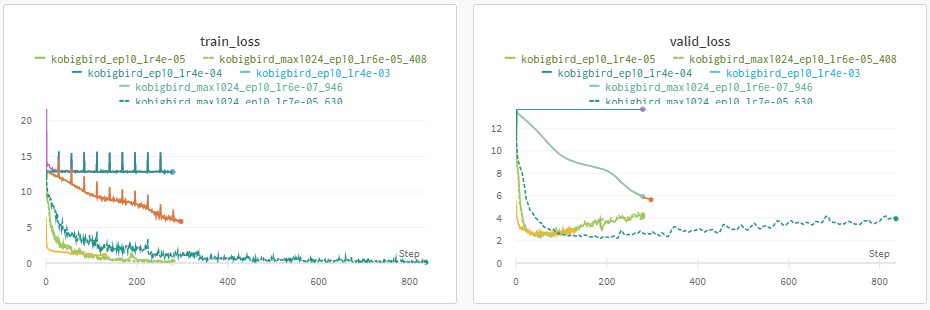 train_loss
kobigbird_ep10_lr4e-05 kobigbird_max1024_ep10_lr6e-05_408
kobigbird_ep10_lr4e-04 kobigbird_ep10_lr4e-03
kobigbird_max1024_ep10_lr6e-07_946
kobigbird_max1024_ep10_lr7e-05_630
20
15
10
5
0
Step
0 200 400 600 800
valid_loss
kobigbird_ep10_lr4e-05 kobigbird_max1024_ep10_lr6e-05_408
kobigbird_ep10_lr4e-04 kobigbird_ep10_lr4e-03
kobigbird_max1024_ep10_lr6e-07_946
kobigbird_max1024_ep10_lr7e-05_630
12
10
8
6
4
2
0
Step
0 200 400 600 800